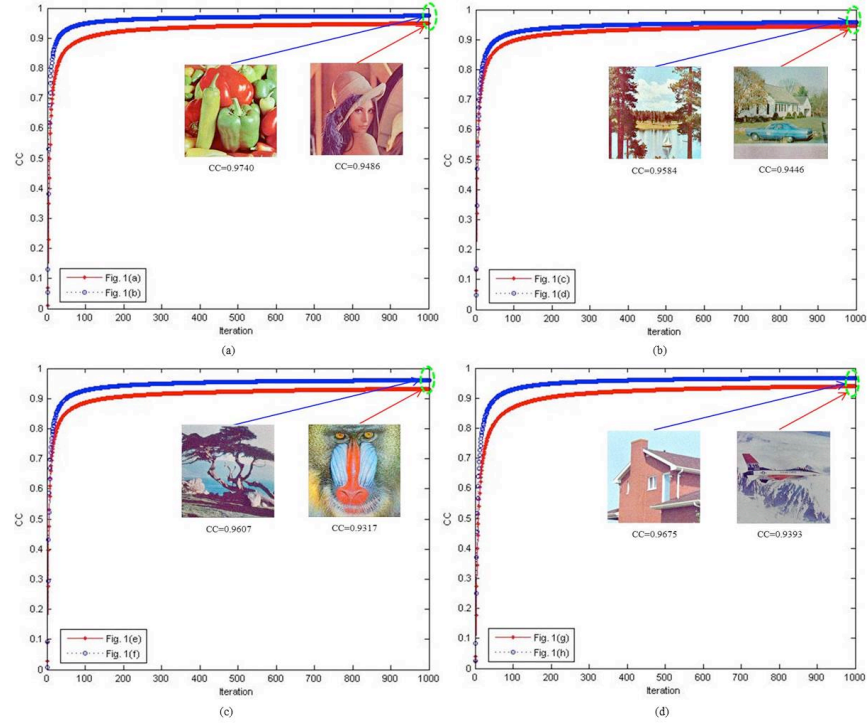 1
0.9
0.8
0.7
0.6
0.5
0.4
0.3
0.2
0.1
0
CC
CC=0.9740
CC=0.9486
Fig. 1(a)
Fig. 1(b)
0 100 200 300 400 500 600 700 800 900 1000
Iteration
(a)
1
0.9
0.8
0.7
0.6
0.5
0.4
0.3
0.2
0.1
0
CC
CC=0.9584
CC=0.9446
Fig. 1(c)
Fig. 1(d)
0 100 200 300 400 500 600 700 800 900 1000
Iteration
(b)
1
0.9
0.8
0.7
0.6
0.5
0.4
0.3
0.2
0.1
0
CC
CC=0.9607
CC=0.9317
Fig. 1(e)
Fig. 1(f)
0 100 200 300 400 500 600 700 800 900 1000
Iteration
(c)
1
0.9
0.8
0.7
0.6
0.5
0.4
0.3
0.2
0.1
0
CC
CC=0.9675
CC=0.9393
Fig. 1(g)
Fig. 1(h)
0 100 200 300 400 500 600 700 800 900 1000
Iteration
(d)